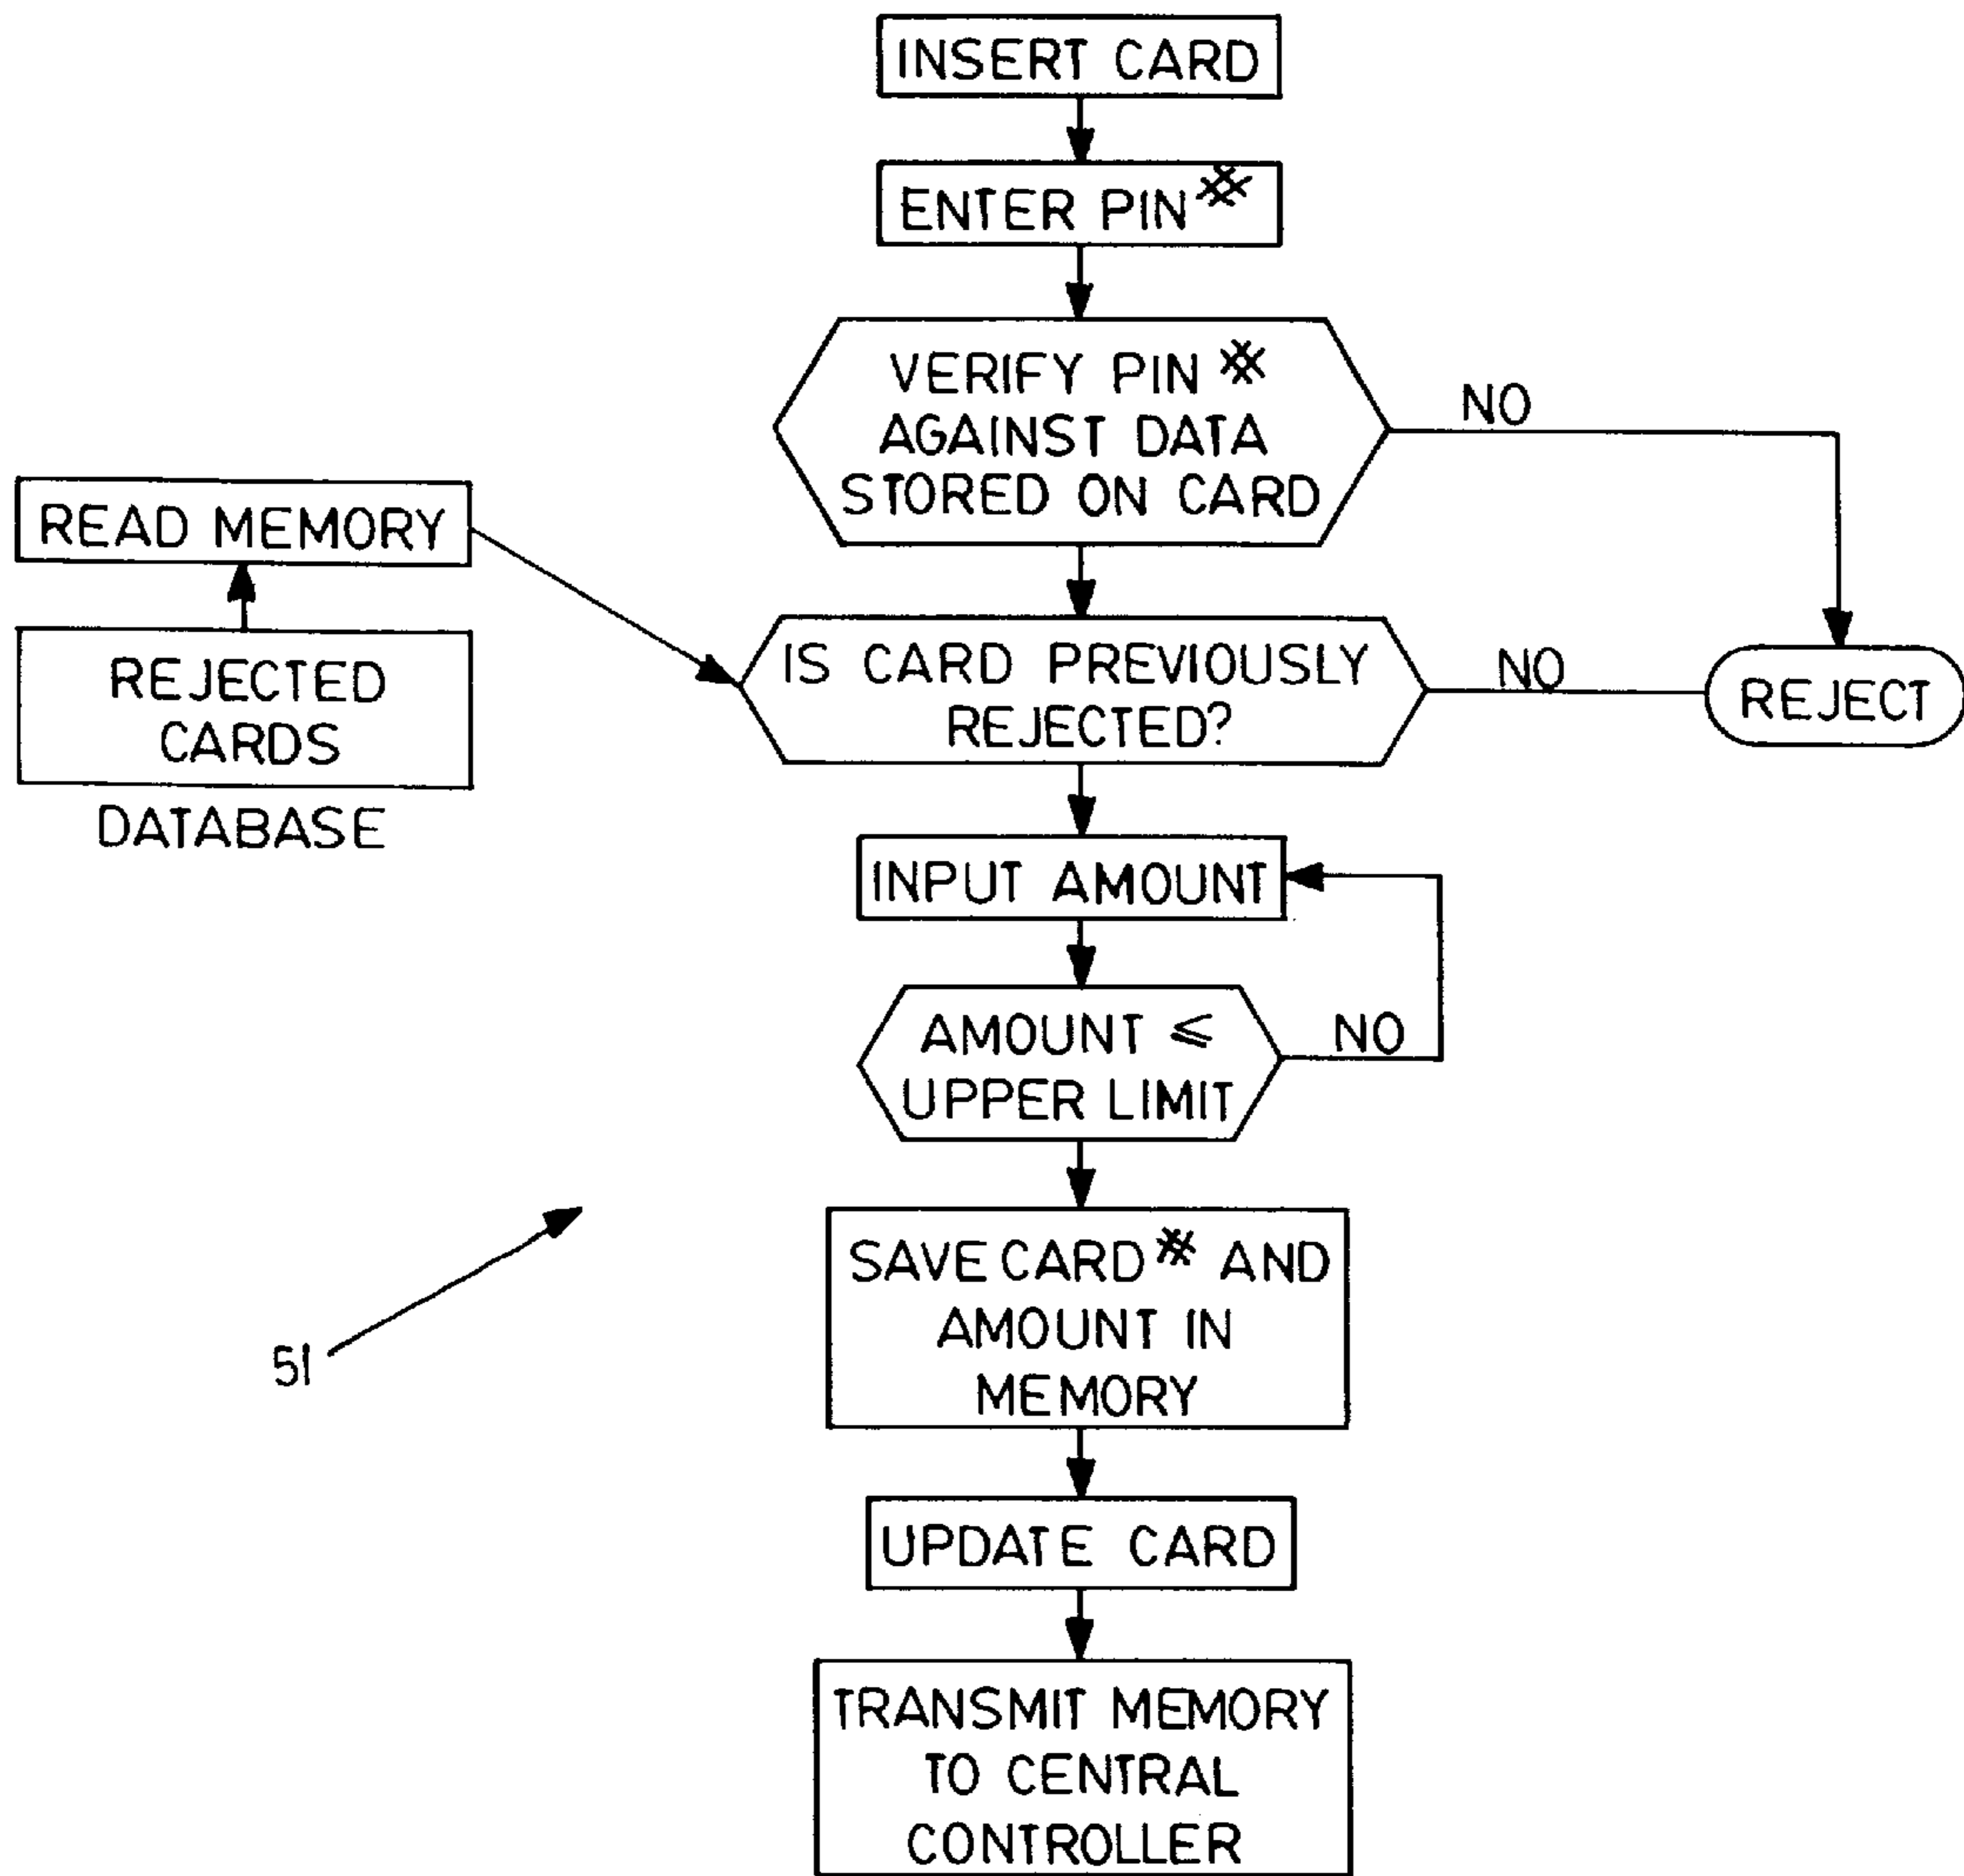 INSERT CARD
ENTER PIN#
VERIFY PIN #
AGAINST DATA
STORED ON CARD
NO
READ MEMORY
REJECTED
CARDS
DATABASE
IS CARD PREVIOUSLY
REJECTED?
NO
REJECT
INPUT AMOUNT
AMOUNT ≤
UPPER LIMIT
NO
SAVE CARD# AND
AMOUNT IN
MEMORY
51
UPDATE CARD
TRANSMIT MEMORY
TO CENTRAL
CONTROLLER